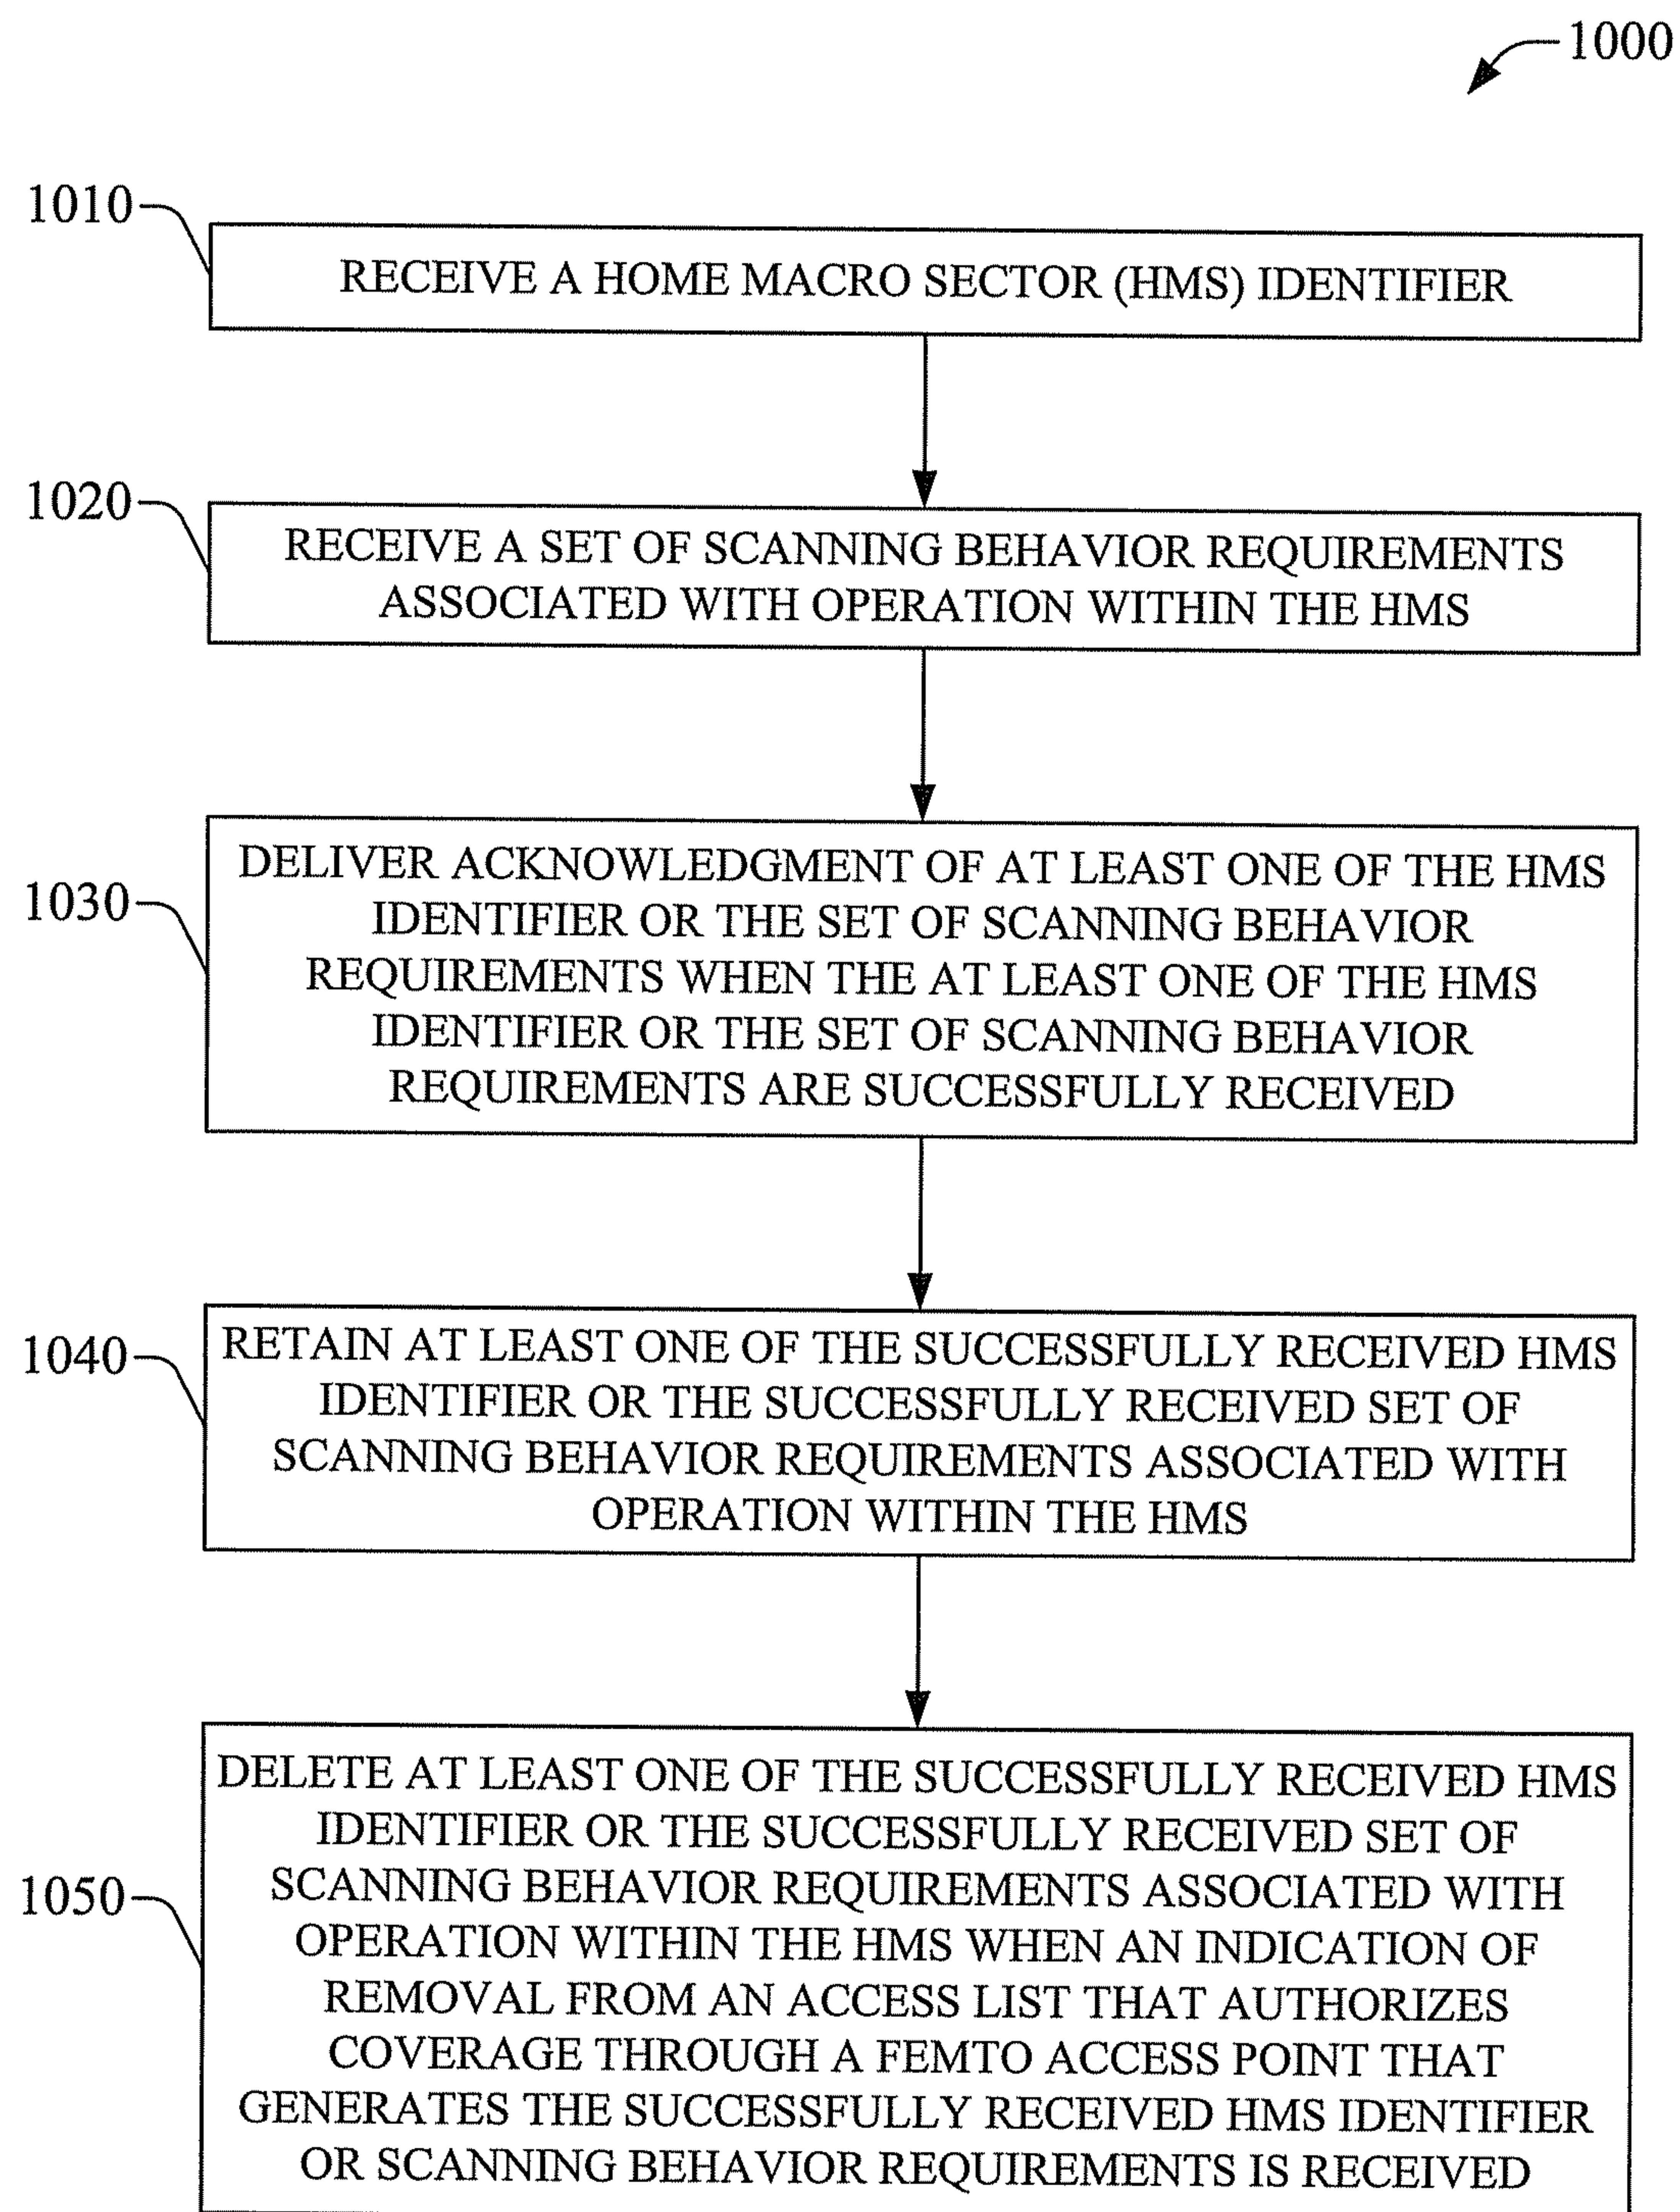 1000
1010
RECEIVE A HOME MACRO SECTOR (HMS) IDENTIFIER
1020
RECEIVE A SET OF SCANNING BEHAVIOR REQUIREMENTS
ASSOCIATED WITH OPERATION WITHIN THE HMS
1030
DELIVER ACKNOWLEDGMENT OF AT LEAST ONE OF THE HMS
IDENTIFIER OR THE SET OF SCANNING BEHAVIOR
REQUIREMENTS WHEN THE AT LEAST ONE OF THE HMS
IDENTIFIER OR THE SET OF SCANNING BEHAVIOR
REQUIREMENTS ARE SUCCESSFULLY RECEIVED
1040
RETAIN AT LEAST ONE OF THE SUCCESSFULLY RECEIVED HMS
IDENTIFIER OR THE SUCCESSFULLY RECEIVED SET OF
SCANNING BEHAVIOR REQUIREMENTS ASSOCIATED WITH
OPERATION WITHIN THE HMS
1050
DELETE AT LEAST ONE OF THE SUCCESSFULLY RECEIVED HMS
IDENTIFIER OR THE SUCCESSFULLY RECEIVED SET OF
SCANNING BEHAVIOR REQUIREMENTS ASSOCIATED WITH
OPERATION WITHIN THE HMS WHEN AN INDICATION OF
REMOVAL FROM AN ACCESS LIST THAT AUTHORIZES
COVERAGE THROUGH A FEMTO ACCESS POINT THAT
GENERATES THE SUCCESSFULLY RECEIVED HMS IDENTIFIER
OR SCANNING BEHAVIOR REQUIREMENTS IS RECEIVED